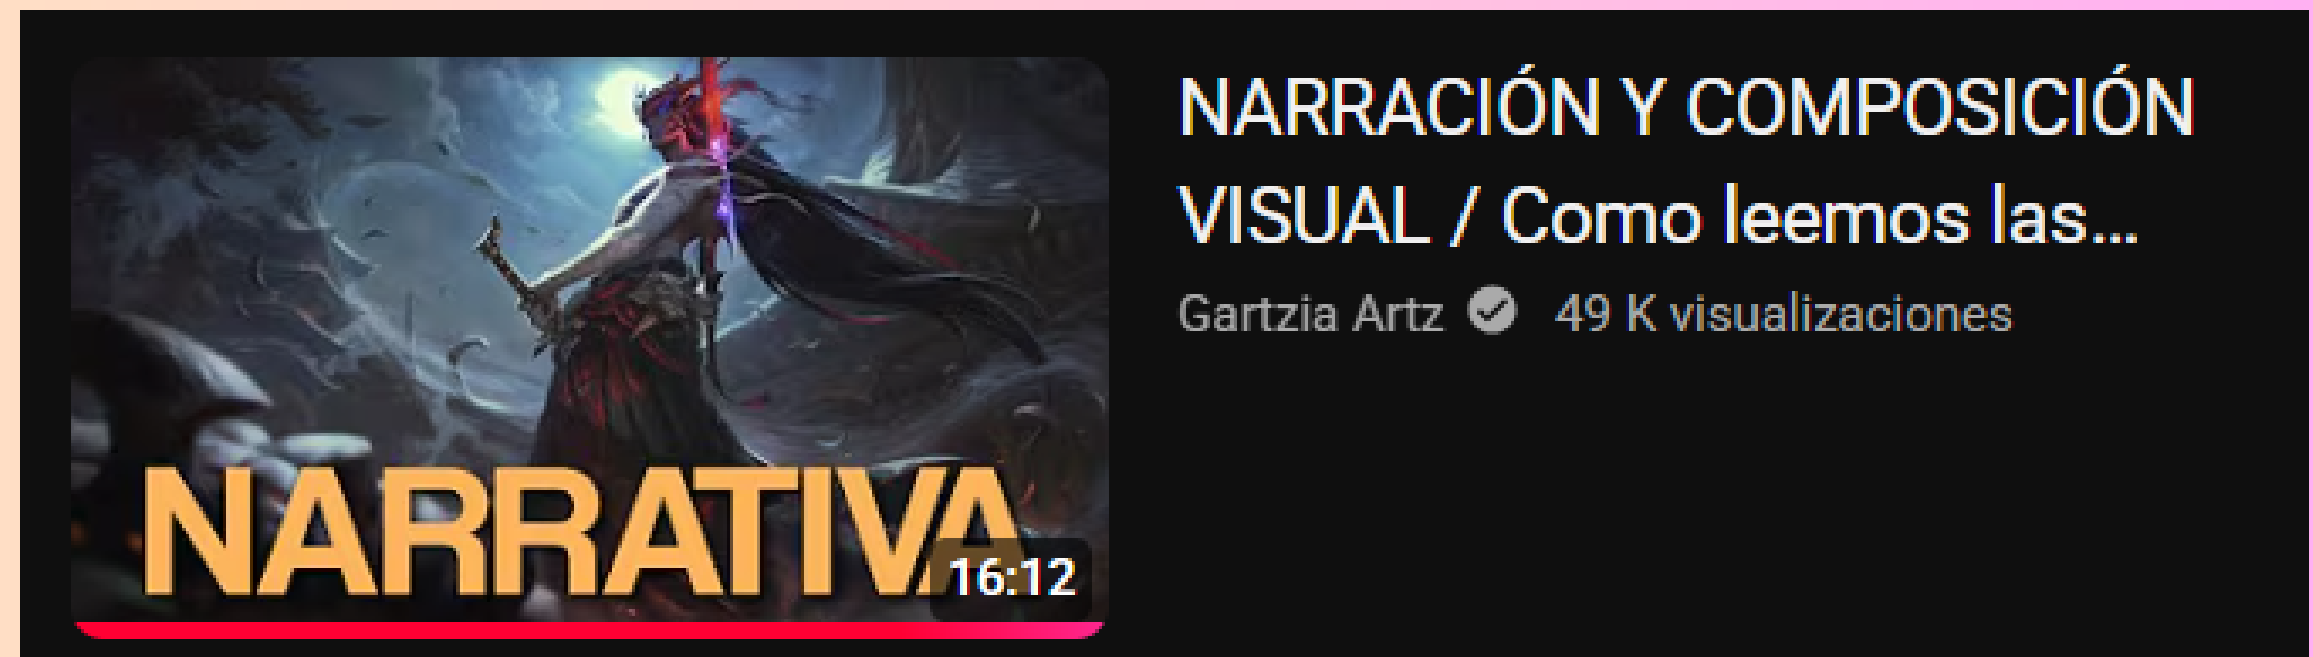 NARRATIVA
16:12
NARRACIÓN Y COMPOSICIÓN
VISUAL / Como leemos las...
Gartzia Artz 49 K visualizaciones